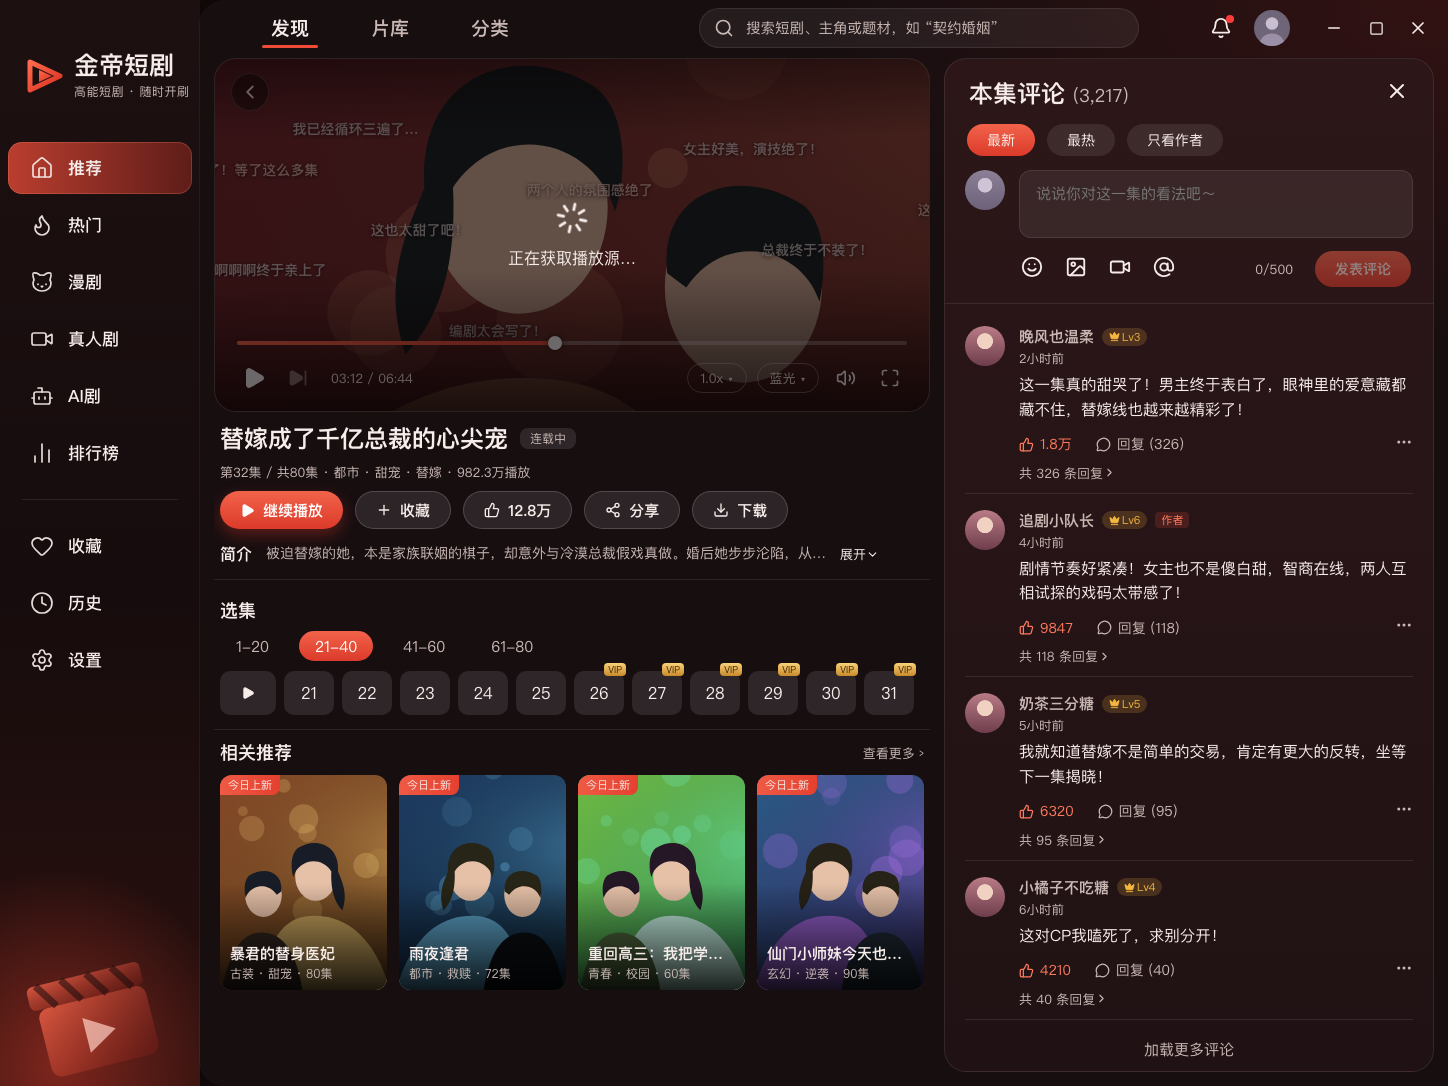 金帝短剧
高能短剧 · 随时开刷
推荐
热门
漫剧
真人剧
AI剧
排行榜
收藏
历史
设置
发现
片库
分类
搜索短剧、主角或题材，如 “契约婚姻”
我已经循环三遍了…
女主好美，演技绝了！
！等了这么多集
两个人的氛围感绝了
这
这也太甜了吧！
总裁终于不装了！
正在获取播放源…
啊啊啊终于亲上了
编剧太会写了！
03:12 / 06:44
1.0x
蓝光
替嫁成了千亿总裁的心尖宠
连载中
第32集 / 共80集 · 都市 · 甜宠 · 替嫁 · 982.3万播放
继续播放
收藏
12.8万
分享
下载
简介
被迫替嫁的她，本是家族联姻的棋子，却意外与冷漠总裁假戏真做。婚后她步步沦陷，从…
展开
选集
1–20
21–40
41–60
61–80
21
22
23
24
25
VIP
26
VIP
27
VIP
28
VIP
29
VIP
30
VIP
31
相关推荐
查看更多 ›
今日上新
暴君的替身医妃
古装 · 甜宠 · 80集
今日上新
雨夜逢君
都市 · 救赎 · 72集
今日上新
重回高三：我把学…
青春 · 校园 · 60集
今日上新
仙门小师妹今天也…
玄幻 · 逆袭 · 90集
本集评论 (3,217)
最新
最热
只看作者
说说你对这一集的看法吧～
0/500
发表评论
晚风也温柔
Lv3
2小时前
这一集真的甜哭了！男主终于表白了，眼神里的爱意藏都
藏不住，替嫁线也越来越精彩了！
1.8万
回复 (326)
共 326 条回复
追剧小队长
Lv6
作者
4小时前
剧情节奏好紧凑！女主也不是傻白甜，智商在线，两人互
相试探的戏码太带感了！
9847
回复 (118)
共 118 条回复
奶茶三分糖
Lv5
5小时前
我就知道替嫁不是简单的交易，肯定有更大的反转，坐等
下一集揭晓！
6320
回复 (95)
共 95 条回复
小橘子不吃糖
Lv4
6小时前
这对CP我嗑死了，求别分开！
4210
回复 (40)
共 40 条回复
加载更多评论